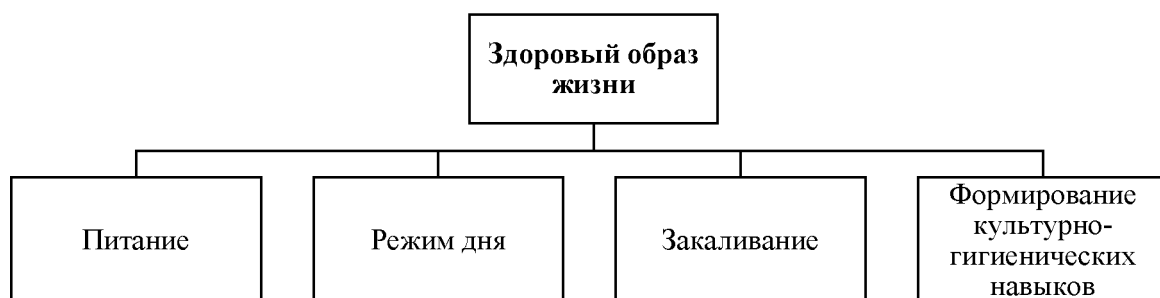 Здоровый образ
жизни
Питание
Режим дня
Закаливание
Формирование
культурно-
гигиенических
навыков